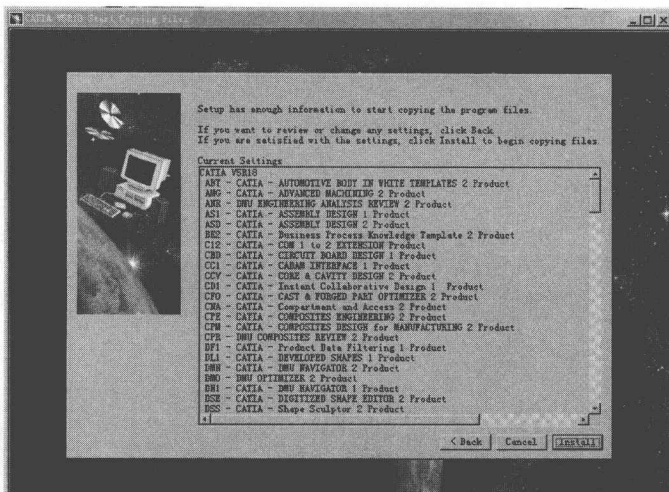 CATIA V5R18 Start Copying Files
Setup has enough information to start copying the program files.
If you want to review or change any settings, click Back
If you are satisfied with the settings, click Install to begin copying files
Current Settings
CATIA V5R18
ABT - CATIA - AUTOMOTIVE BODY IN WHITE TEMPLATES 2 Product
AMG - CATIA - ADVANCED MACHINING 2 Product
ANR - DMU ENGINEERING ANALYSIS REVIEW 2 Product
AS1 - CATIA - ASSEMBLY DESIGN 1 Product
ASD - CATIA - ASSEMBLY DESIGN 2 Product
BK2 - CATIA - Business Process Knowledge Template 2 Product
C12 - CATIA - COM 1 to 2 EXTENSION Product
CBD - CATIA - CIRCUIT BOARD DESIGN 1 Product
CC1 - CATIA - CADAM INTERFACE 1 Product
CCV - CATIA - CORE & CAVITY DESIGN 2 Product
CD1 - CATIA - Instant Collaborative Design 1 Product
CFO - CATIA - CAST & FORGED PART OPTIMIZER 2 Product
CNA - CATIA - Compartment and Access 2 Product
CPE - CATIA - COMPOSITES ENGINEERING 2 Product
CPM - CATIA - COMPOSITES DESIGN for MANUFACTURING 2 Product
CPR - DMU COMPOSITES REVIEW 2 Product
DF1 - CATIA - Product Data Filtering 1 Product
DL1 - CATIA - DEVELOPED SHAPES 1 Product
DMN - CATIA - DMU NAVIGATOR 2 Product
DMO - DMU OPTIMIZER 2 Product
DN1 - CATIA - DMU NAVIGATOR 1 Product
DSE - CATIA - DIGITIZED SHAPE EDITOR 2 Product
DSS - CATIA - Shape Sculptor 2 Product
< Back Cancel Install